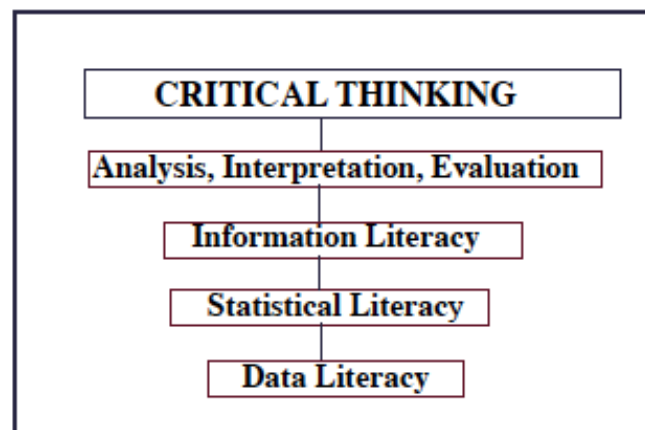 CRITICAL THINKING
Analysis, Interpretation, Evaluation
Information Literacy
Statistical Literacy
Data Literacy